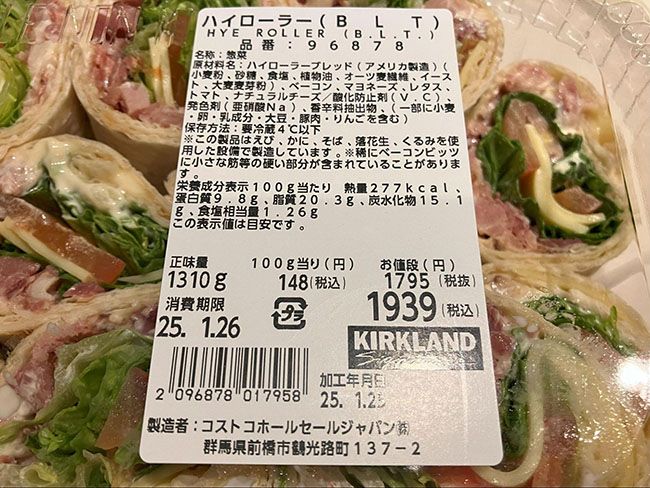 ハイローラー(B L T)
HYE ROLLER (B.L.T.)
品番:96878
名称:惣菜
原材料名:ハイローラーブレッド(アメリカ製造)(
小麦粉、砂糖、食塩、植物油、オーツ麦繊維、イース
ト、大麦麦芽粉)、ベーコン、マヨネーズ、レタス、
トマト、ナチュラルチーズ/酸化防止剤(V.C)、
発色剤(亜硝酸Na)、香辛料抽出物、(一部に小麦
・卵・乳成分・大豆・豚肉・りんごを含む)
保存方法:要冷蔵4℃以下
※この製品はえび、かに、そば、落花生、くるみを使
用した設備で製造しています。※稀にベーコンビッツ
に小さな筋等の硬い部分が含まれていることがありま
す。
栄養成分表示100g当たり 熱量277kcal、
蛋白質9.8g、脂質20.3g、炭水化物15.1
g、食塩相当量1.26g
この表示値は目安です。
正味量 100g当り(円) お値段(円)
1310g 148(税込) 1795(税抜)
1939(税込)
消費期限
25. 1.26
プラ
KIRKLAND
加工年月日
25. 1.25
2 096878 017958
製造者:コストコホールセールジャパン㈱
群馬県前橋市鶴光路町137-2